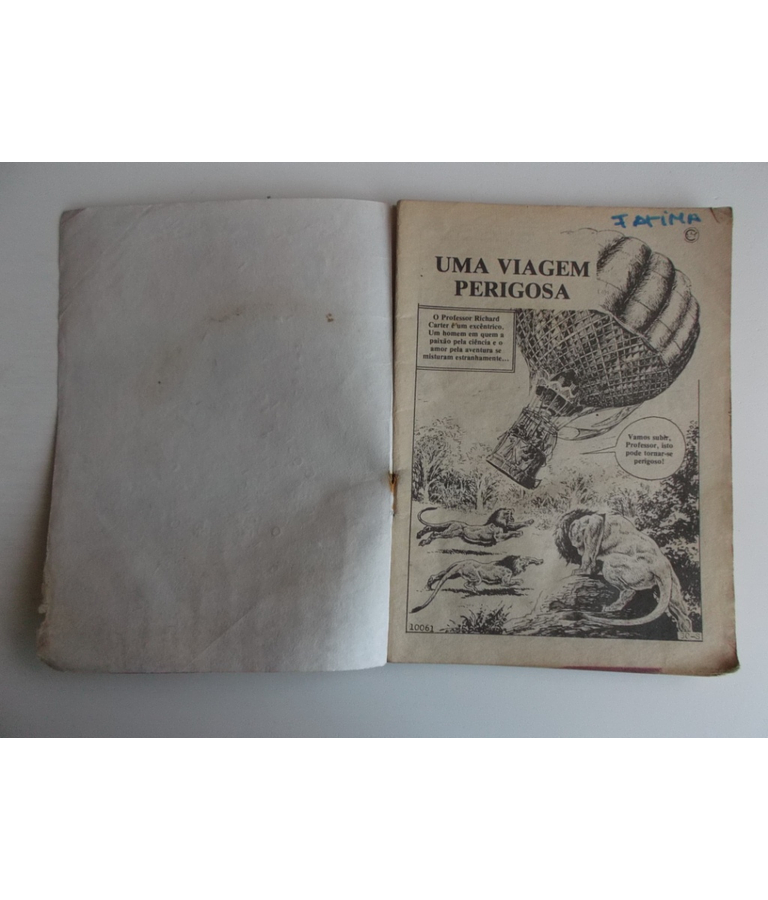 FATIMA
UMA VIAGEM
PERIGOSA
O Professor Richard
Carter é um excêntrico.
Um homem em quem a
paixão pela ciência e o
amor pela aventura se
misturam estranhamente...
Vamos subir,
Professor, isto
pode tornar-se
perigoso!
10061